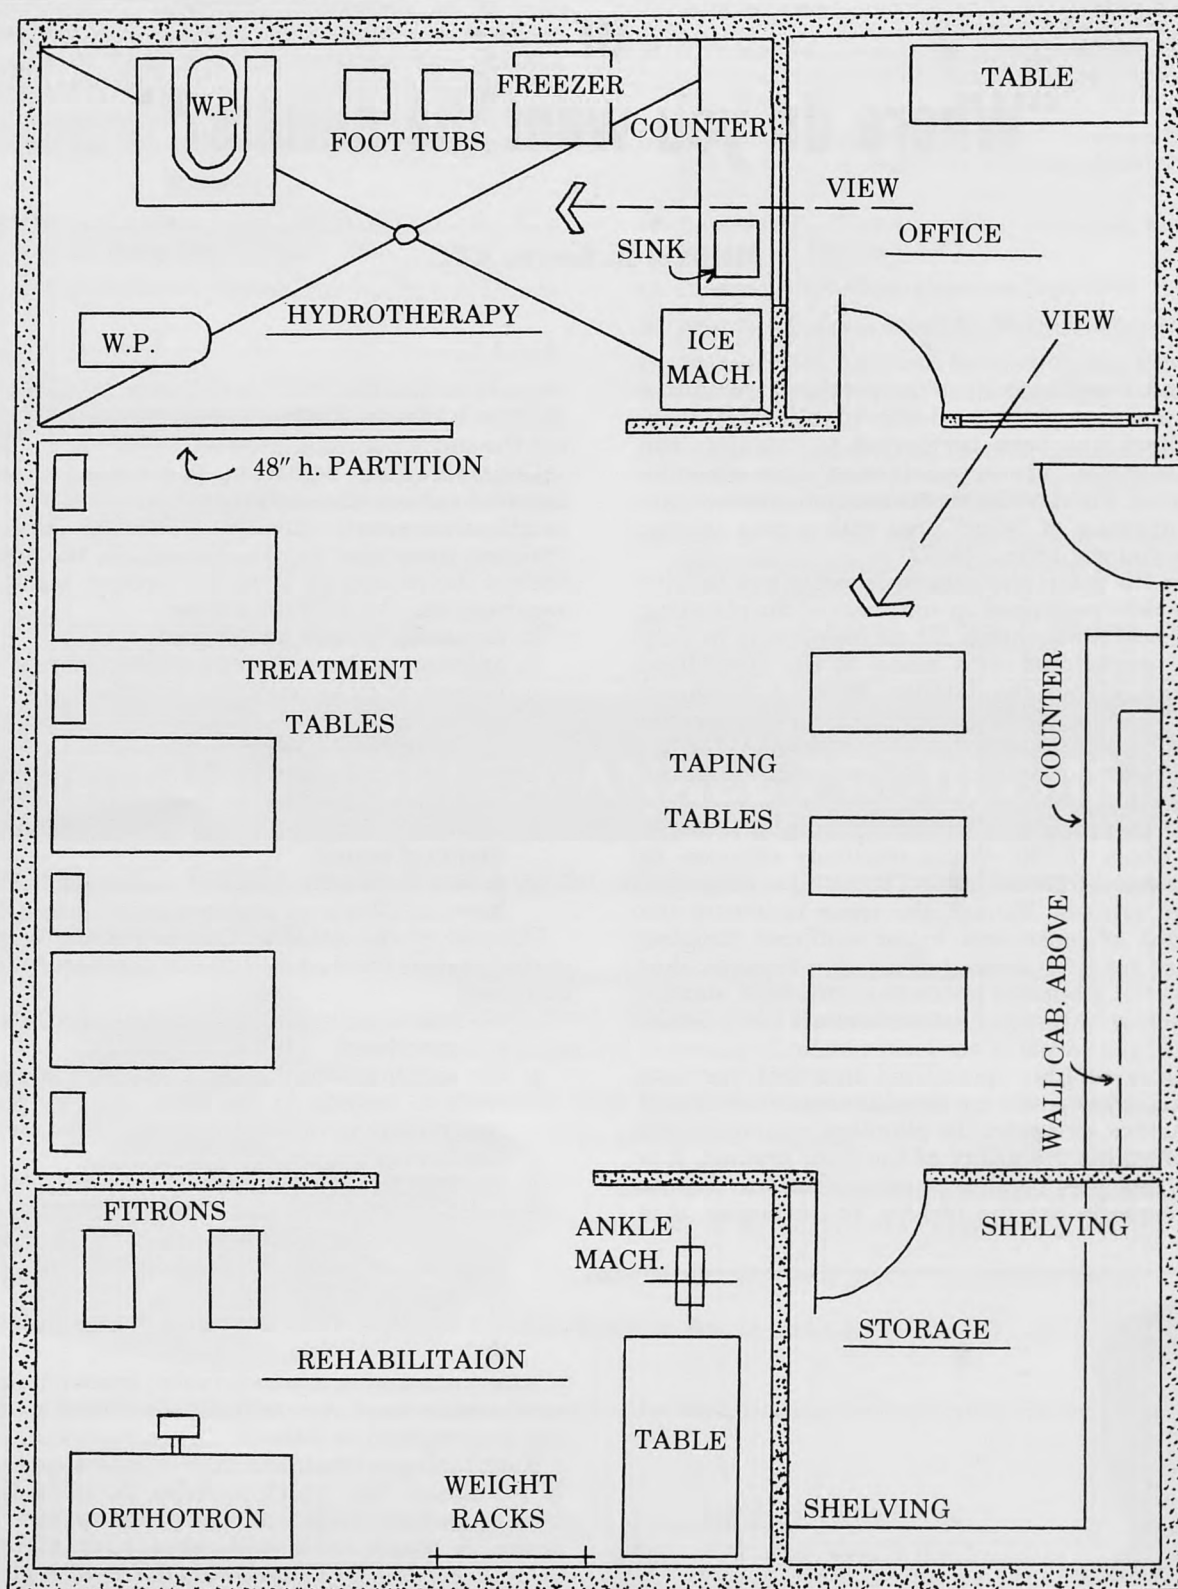 W.P.
FOOT TUBS
FREEZER
COUNTER
TABLE
VIEW
OFFICE
SINK
HYDROTHERAPY
W.P.
ICE
MACH.
VIEW
48″ h. PARTITION
TREATMENT
TABLES
TAPING
TABLES
COUNTER
WALL CAB. ABOVE
FITRONS
ANKLE
MACH.
SHELVING
STORAGE
REHABILITAION
TABLE
WEIGHT
RACKS
ORTHOTRON
SHELVING